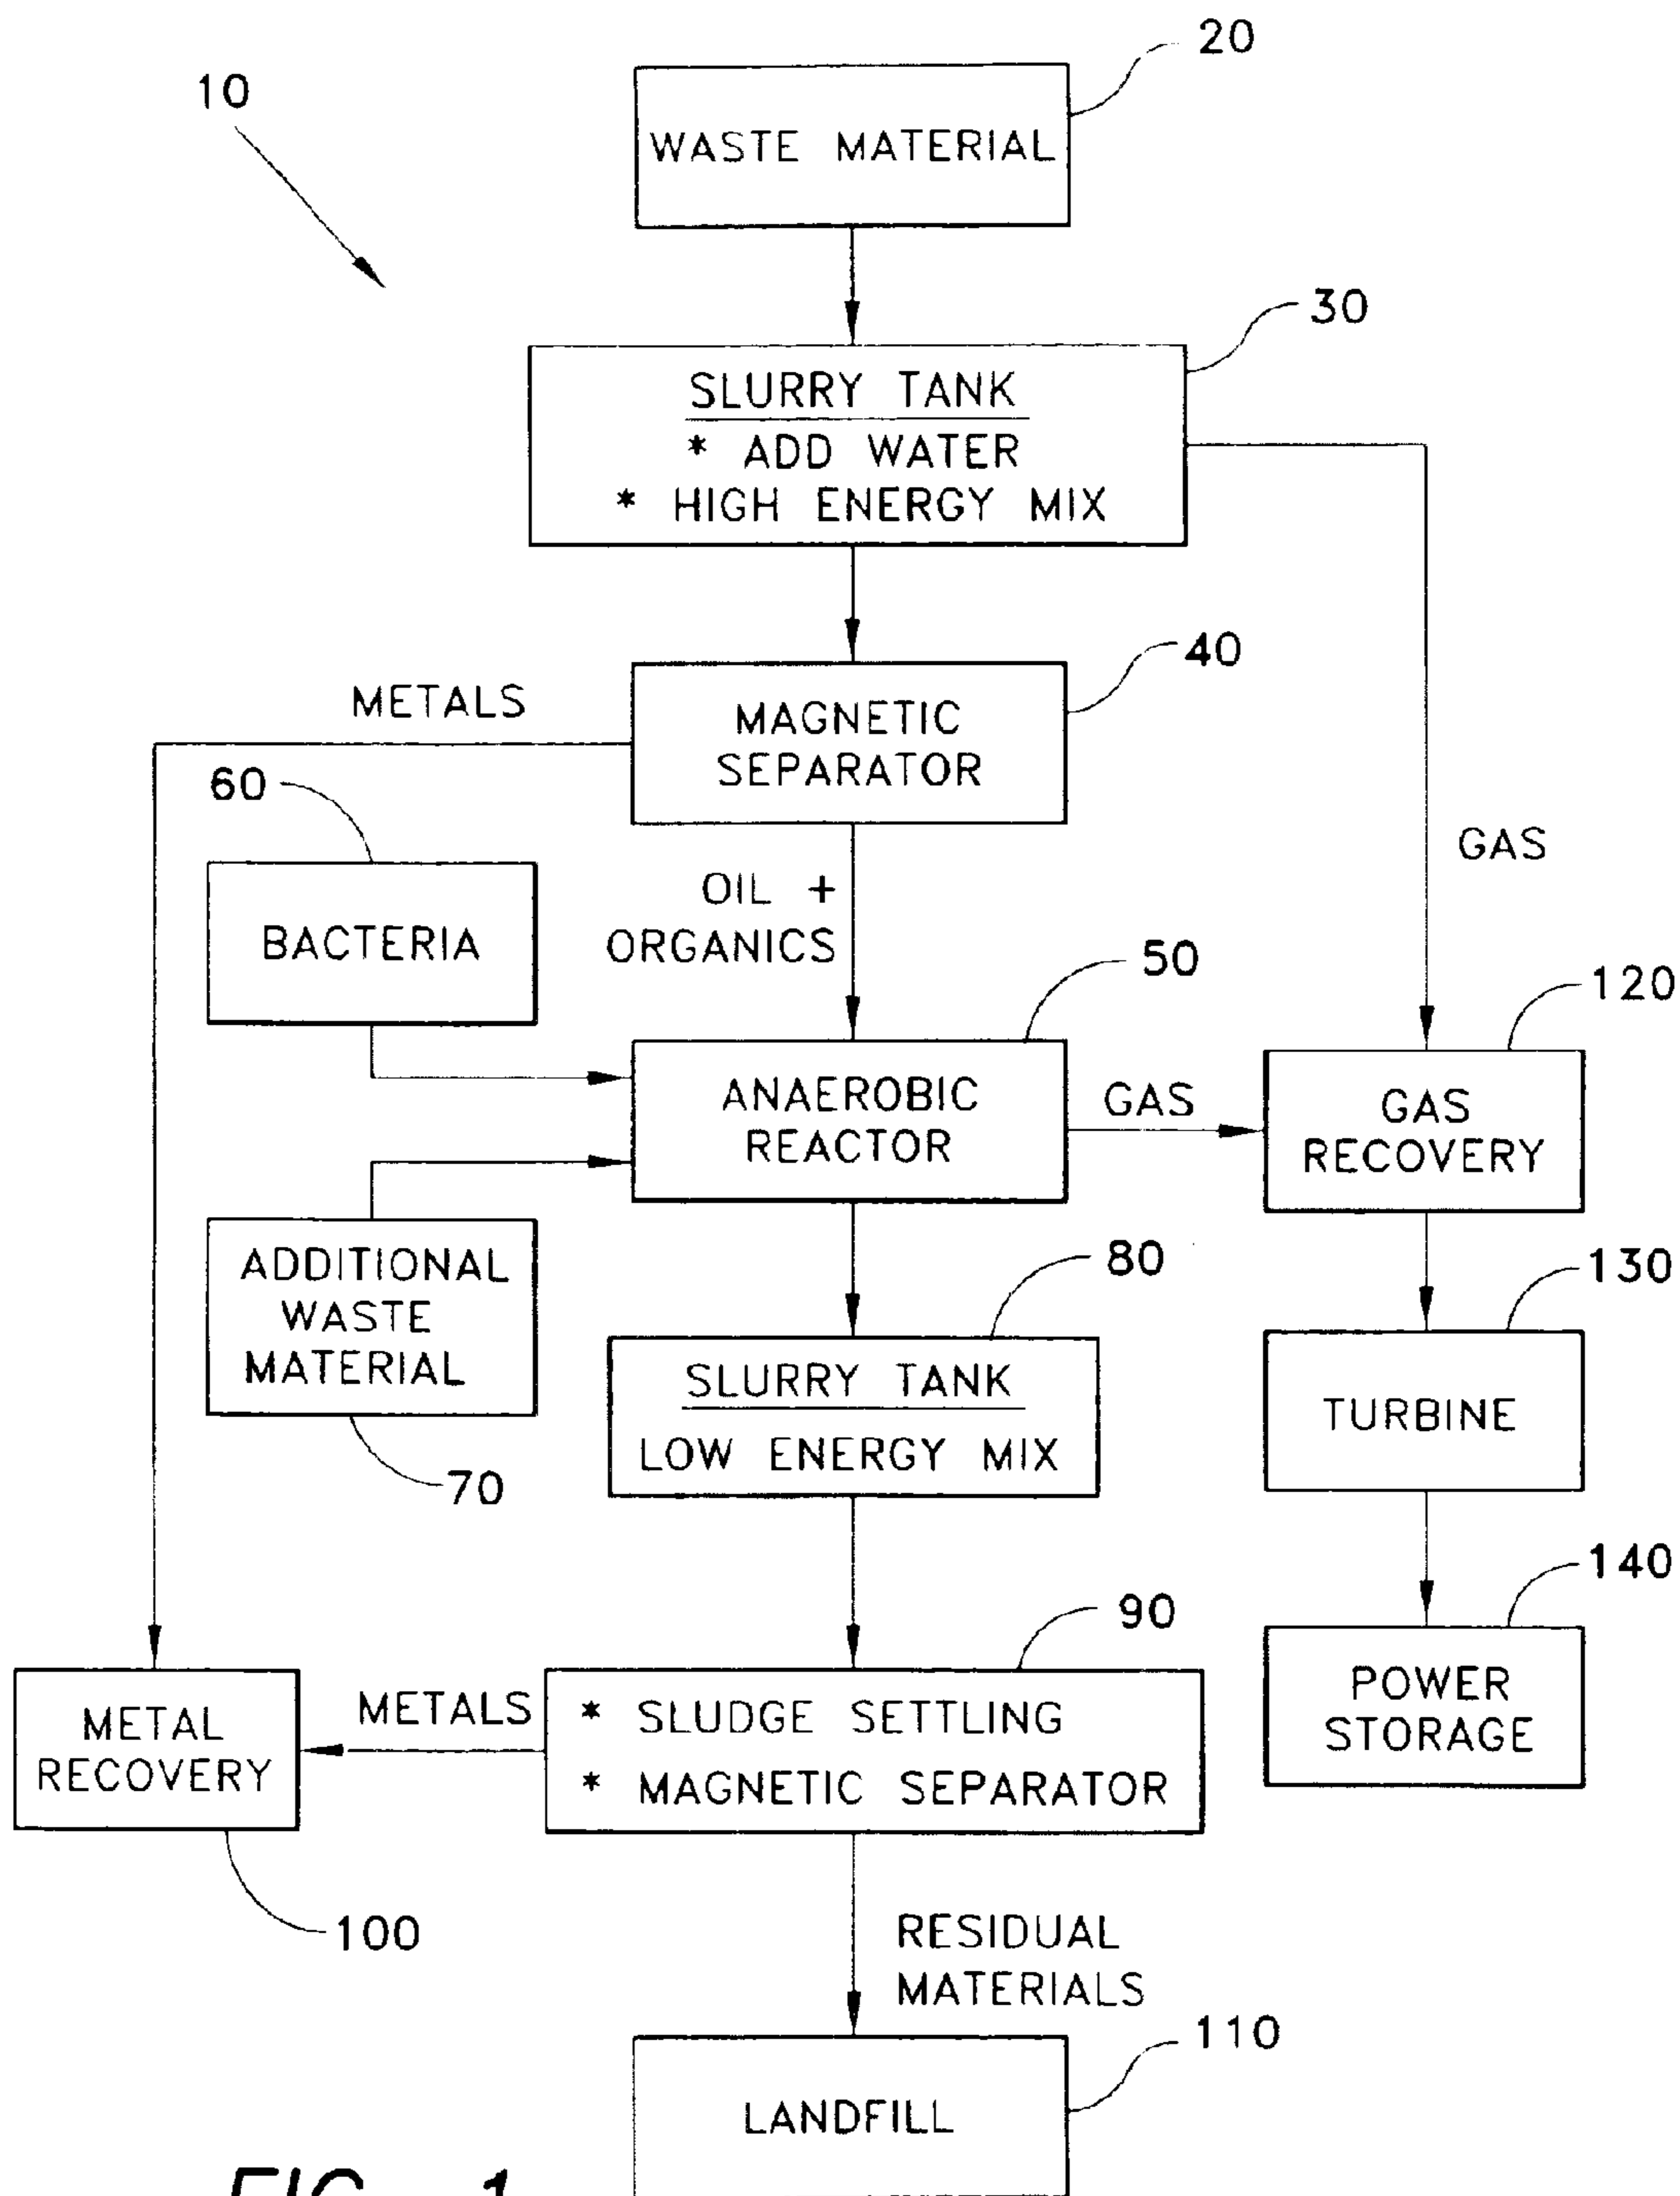 20
10
WASTE MATERIAL
30
SLURRY TANK
* ADD WATER
* HIGH ENERGY MIX
40
METALS
MAGNETIC
SEPARATOR
60
GAS
OIL +
ORGANICS
BACTERIA
50
120
ANAEROBIC
REACTOR
GAS
GAS
RECOVERY
80
130
ADDITIONAL
WASTE
MATERIAL
SLURRY TANK
LOW ENERGY MIX
TURBINE
70
140
90
METAL
RECOVERY
METALS
* SLUDGE SETTLING
* MAGNETIC SEPARATOR
POWER
STORAGE
100
RESIDUAL
MATERIALS
110
LANDFILL
FIG. 1